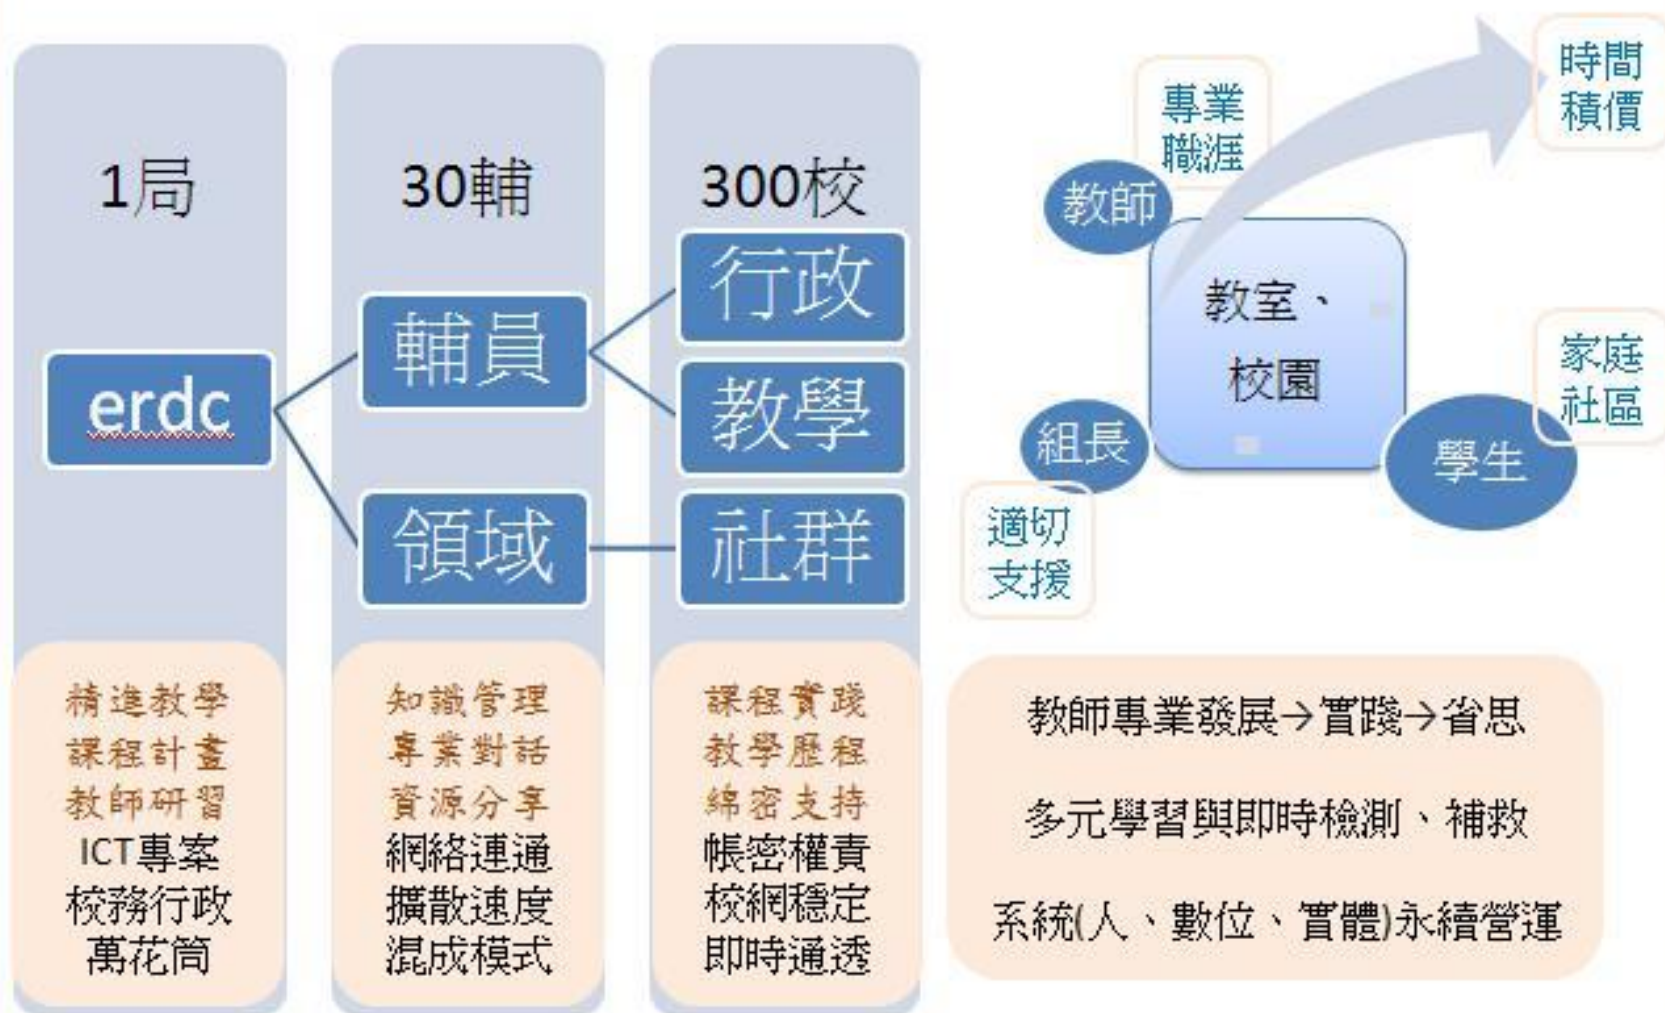 1局
erdc
精進教學
課程計畫
教師研習
ICT專案
校務行政
萬花筒
30輔
輔員
領域
知識管理
專業對話
資源分享
網絡連通
擴散速度
混成模式
300校
行政
教學
社群
課程實踐
教學歷程
綿密支持
帳密權責
校網穩定
即時通透
時間
積價
專業
職涯
教師
教室、
校園
家庭
社區
組長
學生
適切
支援
教師專業發展→實踐→省思
多元學習與即時檢測、補救
系統(人、數位、實體)永續營運